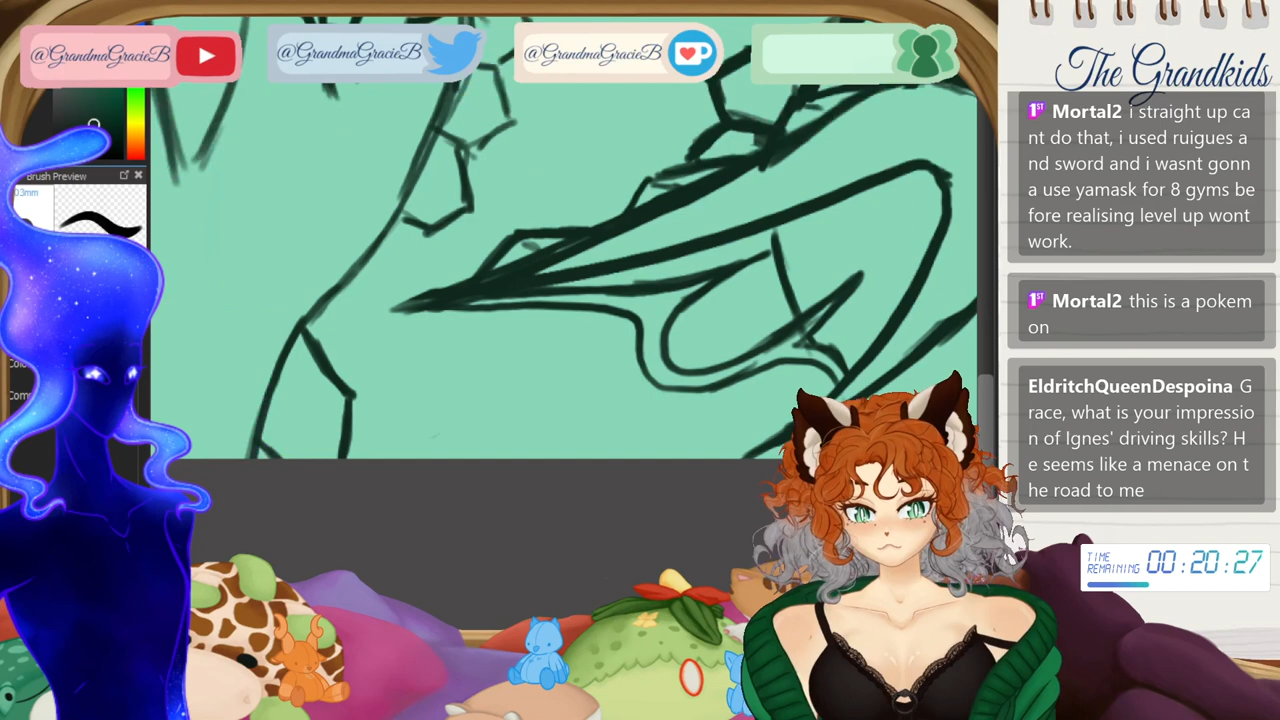 @GrandmaGracieB
@GrandmaGracieB
@GrandmaGracieB
The Grandkids
Brush Preview
Mortal2 i straight up ca
nt do that, i used ruigues a
nd sword and i wasnt gonn
a use yamask for 8 gyms be
fore realising level up wont
work.
Mortal2 this is a pokem
on
EldritchQueenDespoina G
race, what is your impressio
n of Ignes' driving skills? H
e seems like a menace on t
he road to me
TIME
REMAINING 00:20:27